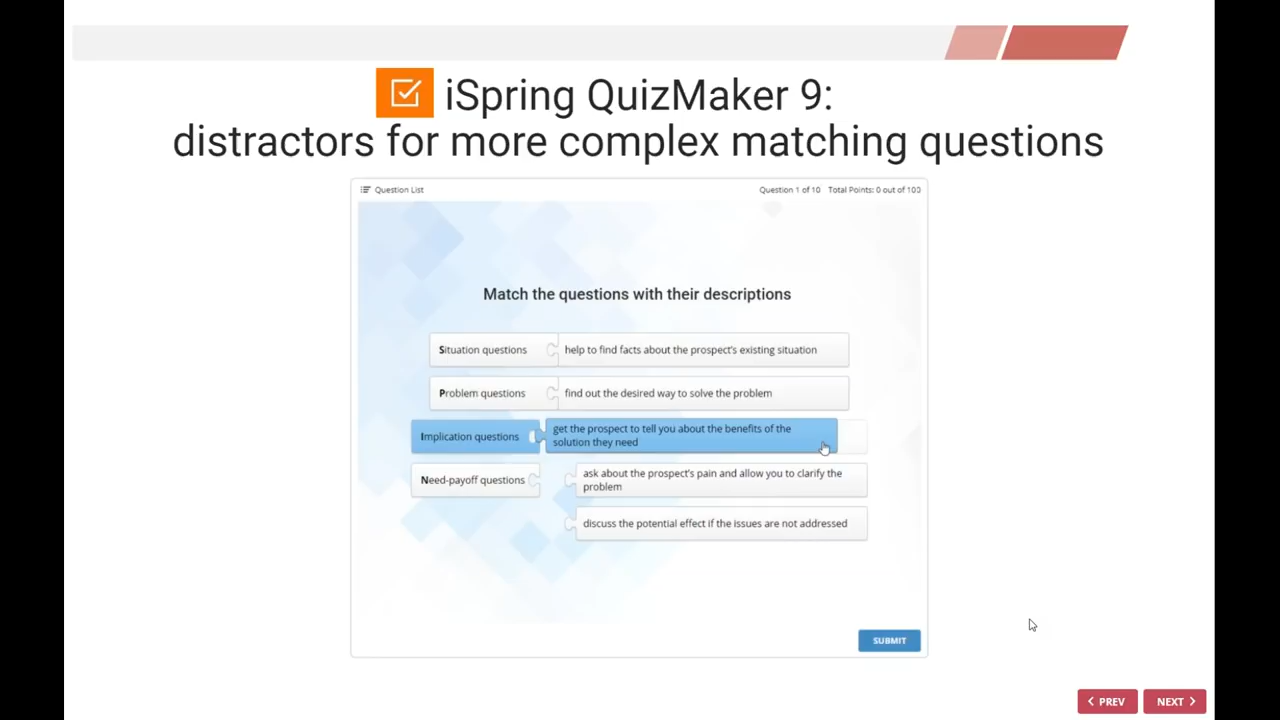 iSpring QuizMaker 9:
distractors for more complex matching questions
Question List
Question 1 of 10 Total Points: 0 out of 100
Match the questions with their descriptions
Situation questions
help to find facts about the prospect's existing situation
Problem questions
find out the desired way to solve the problem
Implication questions
get the prospect to tell you about the benefits of the
solution they need
Need-payoff questions
ask about the prospect's pain and allow you to clarify the
problem
discuss the potential effect if the issues are not addressed
SUBMIT
PREV
NEXT